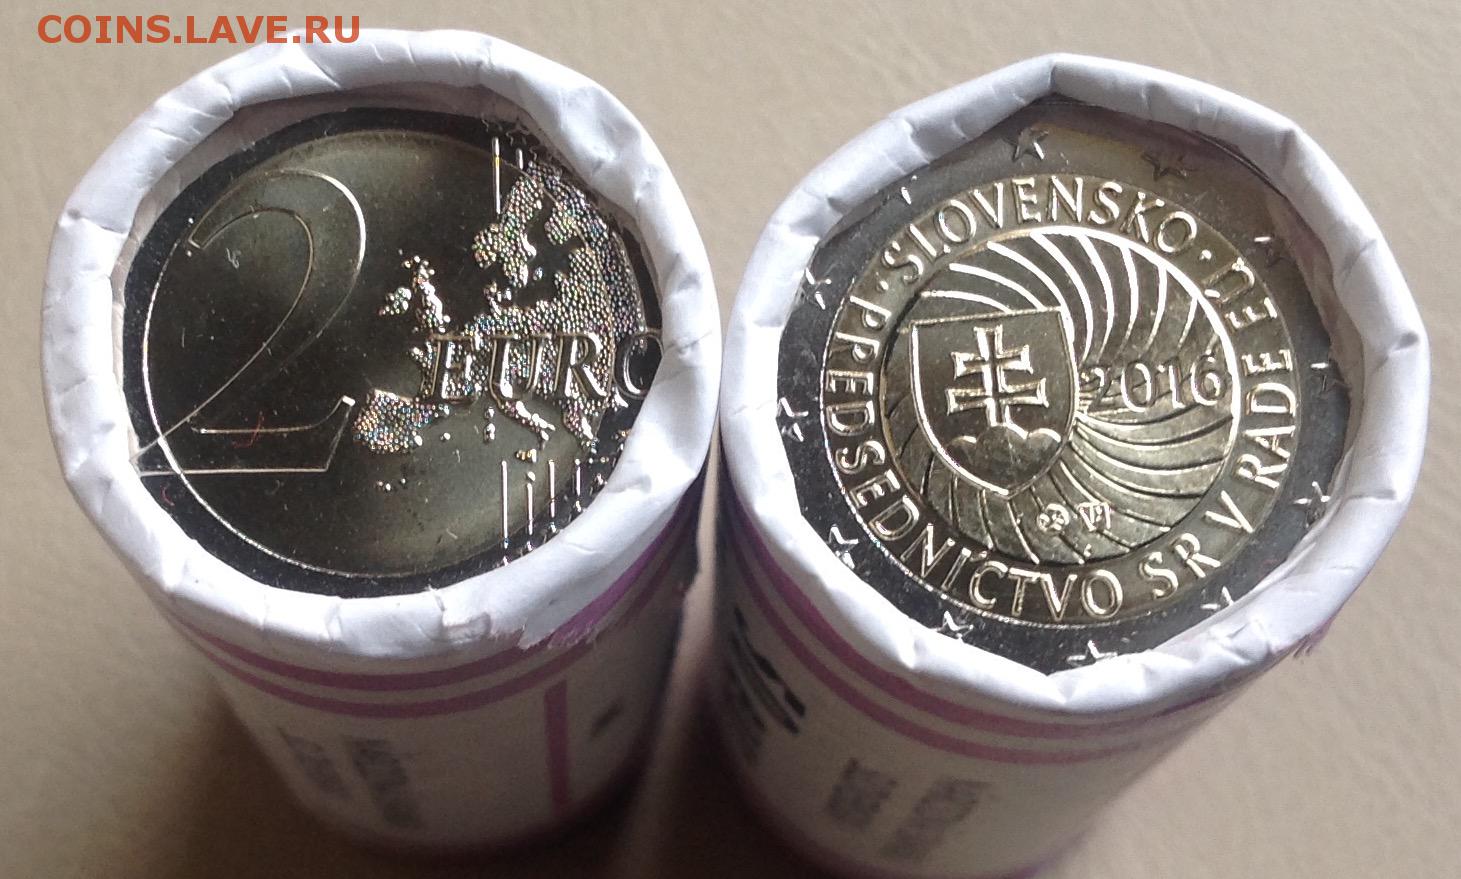 COINS.LAVE.RU
2 EURO
SLOVENSKO
· PREDSEDNÍCTVO SR V RADE EÚ ·
2016